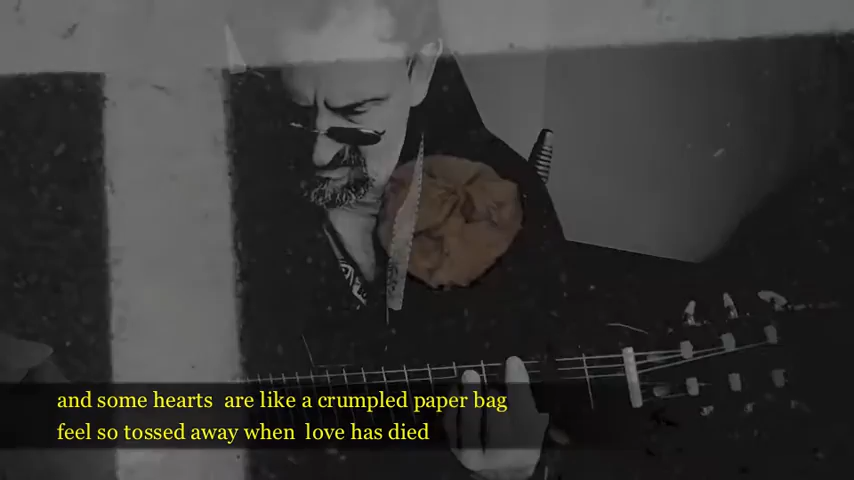 and some hearts  are like a crumpled paper bag
feel so tossed away when  love has died